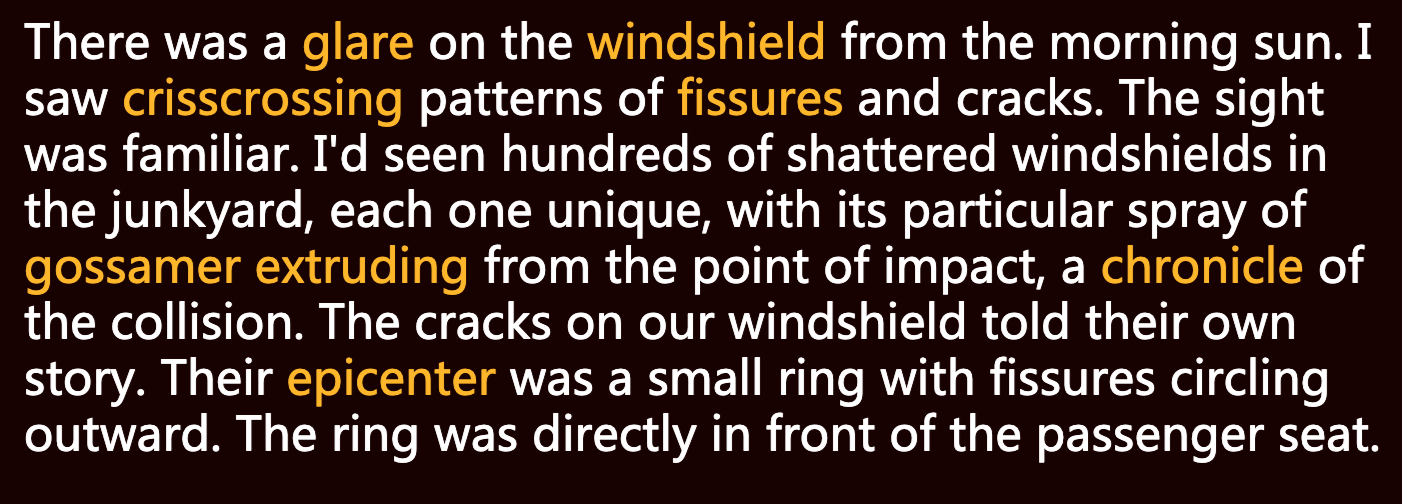 There was a glare on the windshield from the morning sun. I
saw crisscrossing patterns of fissures and cracks. The sight
was familiar. I'd seen hundreds of shattered windshields in
the junkyard, each one unique, with its particular spray of
gossamer extruding from the point of impact, a chronicle of
the collision. The cracks on our windshield told their own
story. Their epicenter was a small ring with fissures circling
outward. The ring was directly in front of the passenger seat.